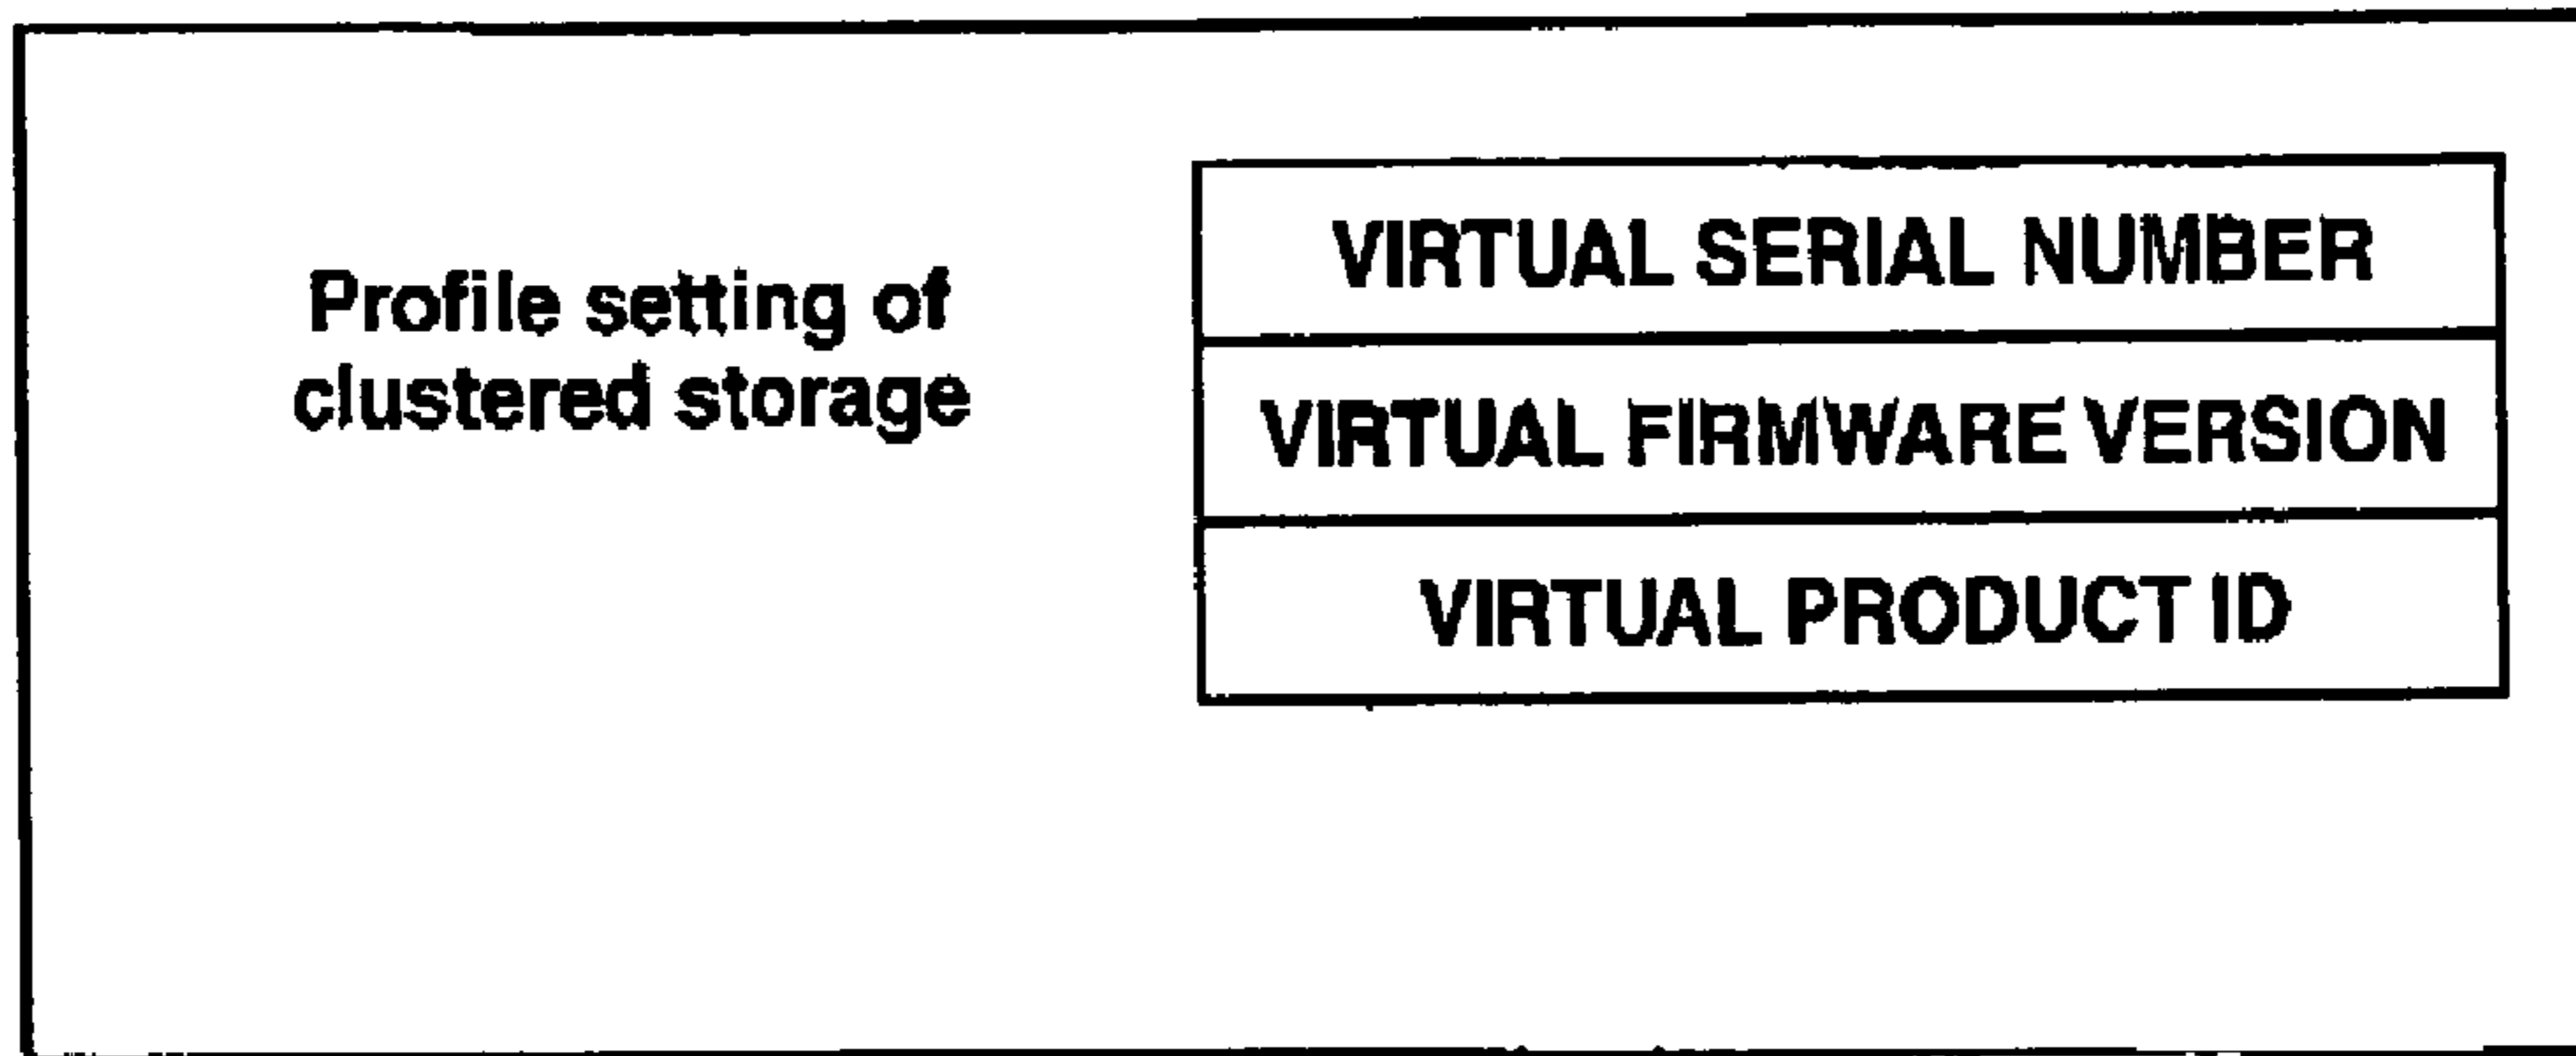 Profile setting of
clustered storage
VIRTUAL SERIAL NUMBER
VIRTUAL FIRMWARE VERSION
VIRTUAL PRODUCT ID